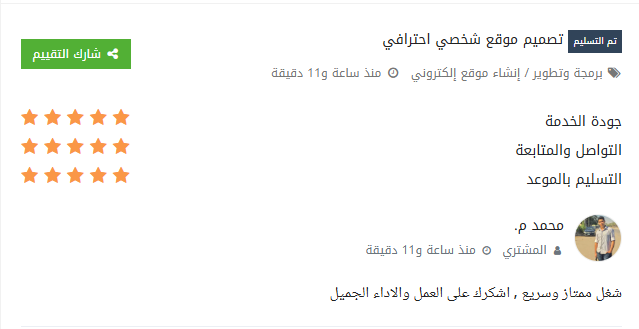 تم التسليم تصميم موقع شخصي احترافي
شارك التقييم
برمجة وتطوير / إنشاء موقع إلكتروني منذ ساعة و11 دقيقة
جودة الخدمة
التواصل والمتابعة
التسليم بالموعد
محمد م.
المشتري منذ ساعة و11 دقيقة
شغل ممتاز وسريع , اشكرك على العمل والاداء الجميل